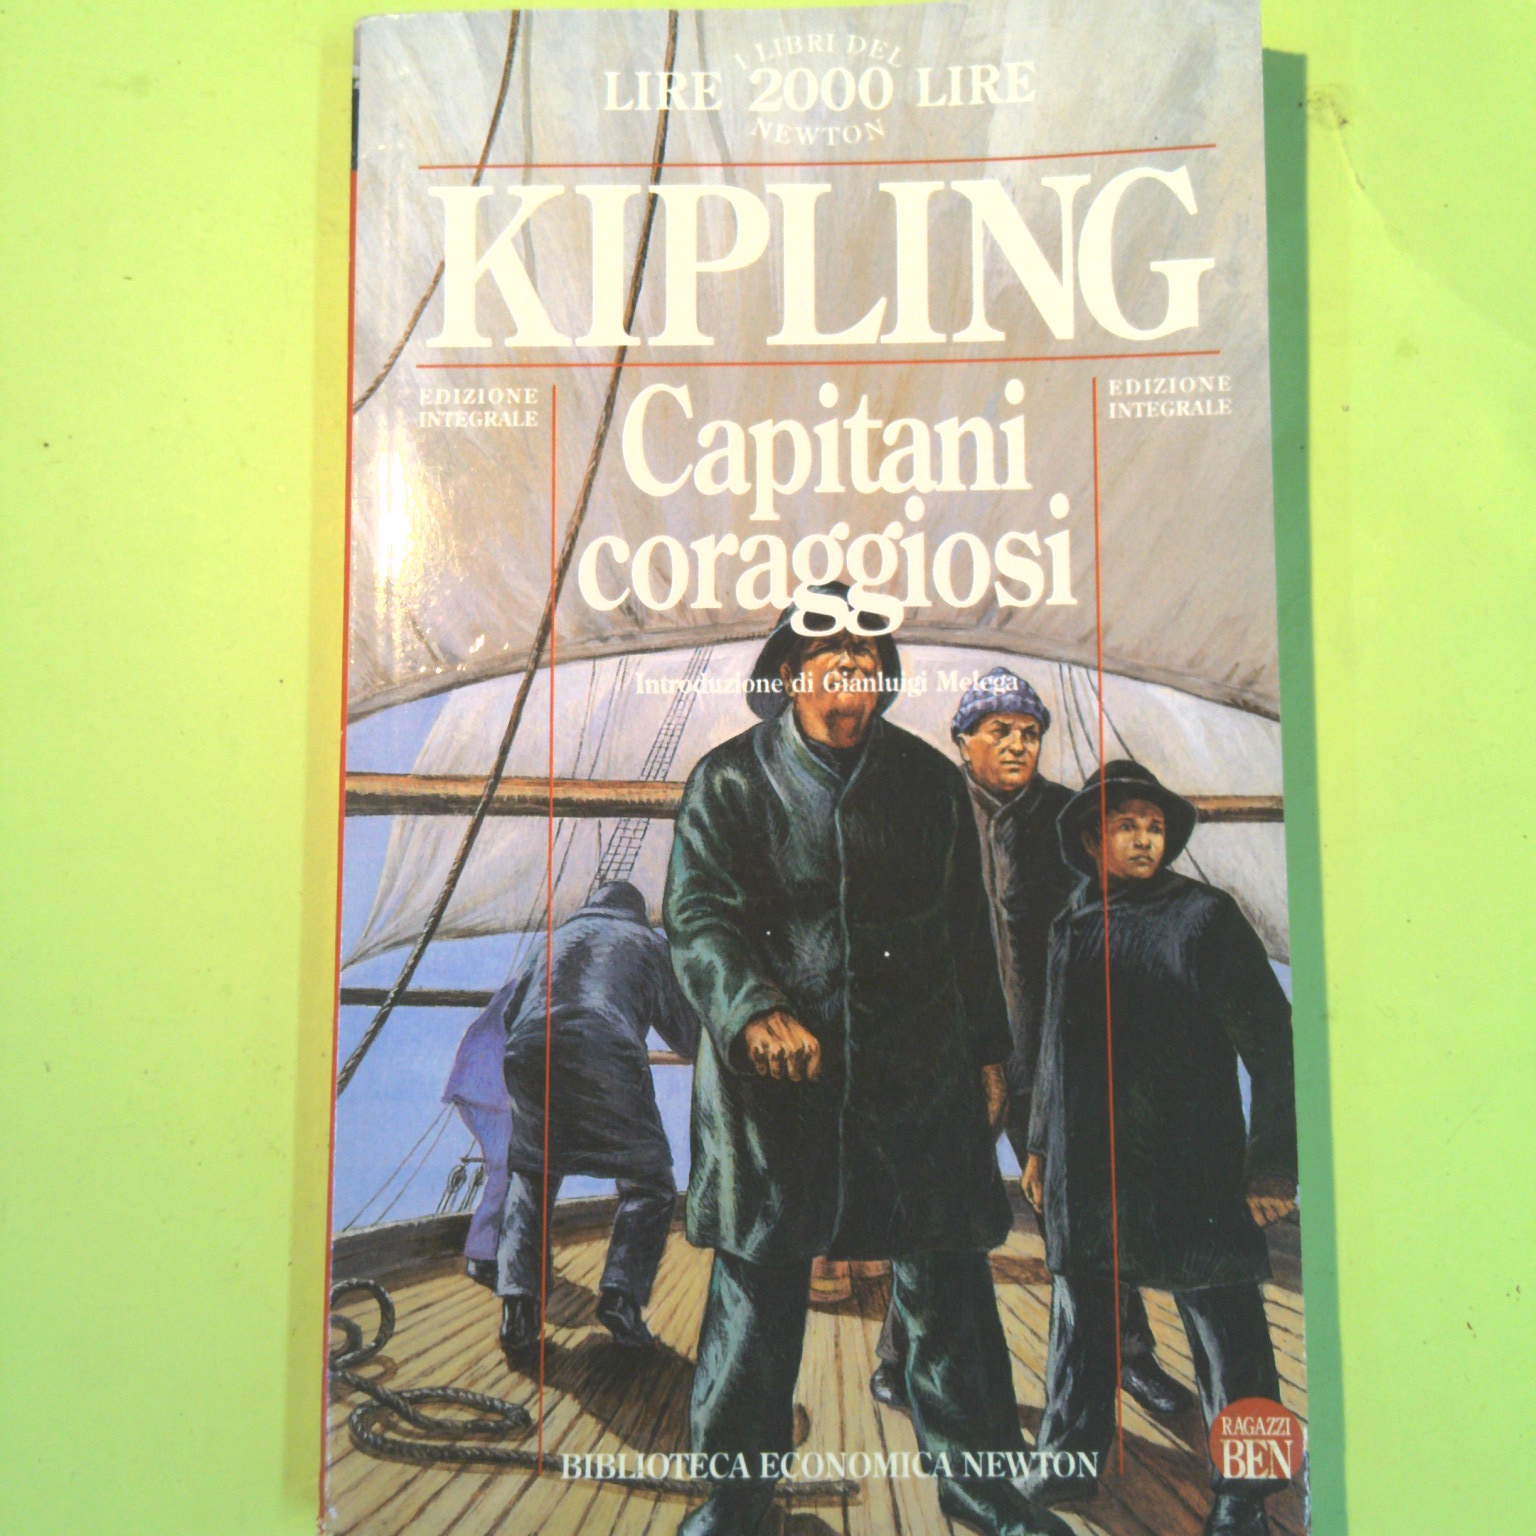 I LIBRI DEL
LIRE 2000 LIRE
NEWTON
KIPLING
EDIZIONE
INTEGRALE
Capitani
coraggiosi
EDIZIONE
INTEGRALE
Introduzione di Gianluigi Melega
BIBLIOTECA ECONOMICA NEWTON
RAGAZZI
BEN